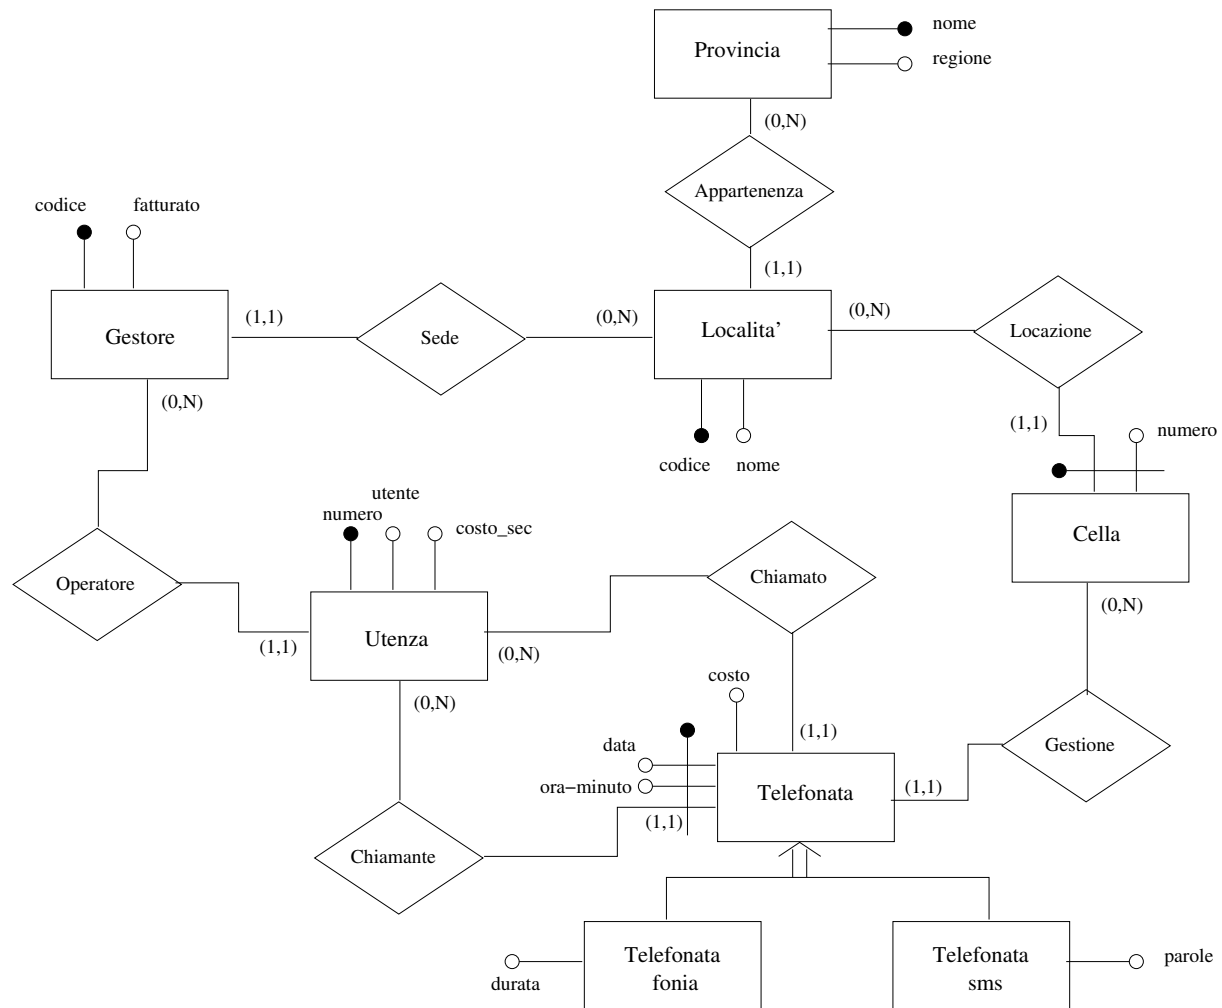 nome
Provincia
regione
(0,N)
Appartenenza
codice
fatturato
(1,1)
(1,1)
(0,N)
(0,N)
Gestore
Sede
Localita'
Locazione
(0,N)
(1,1)
numero
codice
nome
utente
numero
costo_sec
Cella
Operatore
Chiamato
(0,N)
(1,1)
Utenza
(0,N)
(0,N)
costo
(1,1)
data
Gestione
ora−minuto
Telefonata
(1,1)
(1,1)
Chiamante
Telefonata
fonia
durata
Telefonata
sms
parole